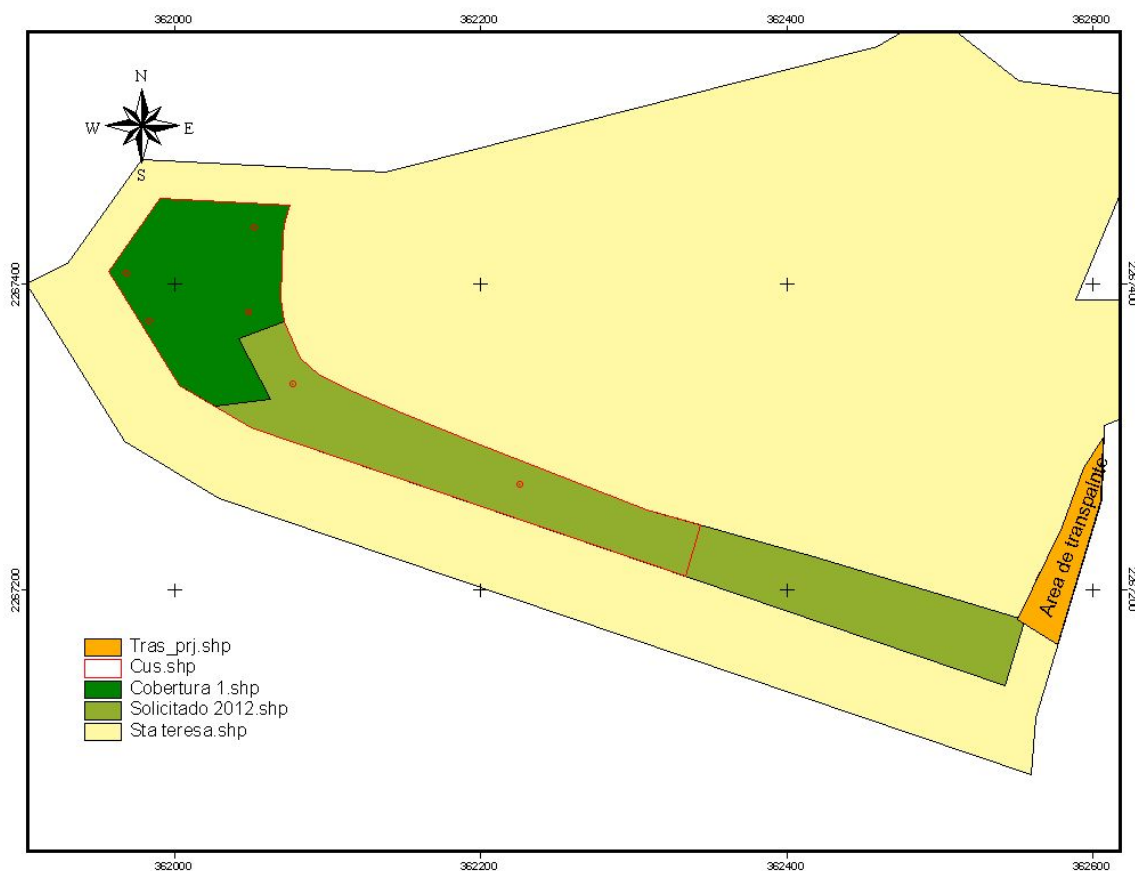 362000 362200 362400 362600
N
W E
S
2267400 2267400
2267200 2267200
Area de transpalnte
Tras_prj.shp
Cus.shp
Cobertura 1.shp
Solicitado 2012.shp
Sta teresa.shp
362000 362200 362400 362600